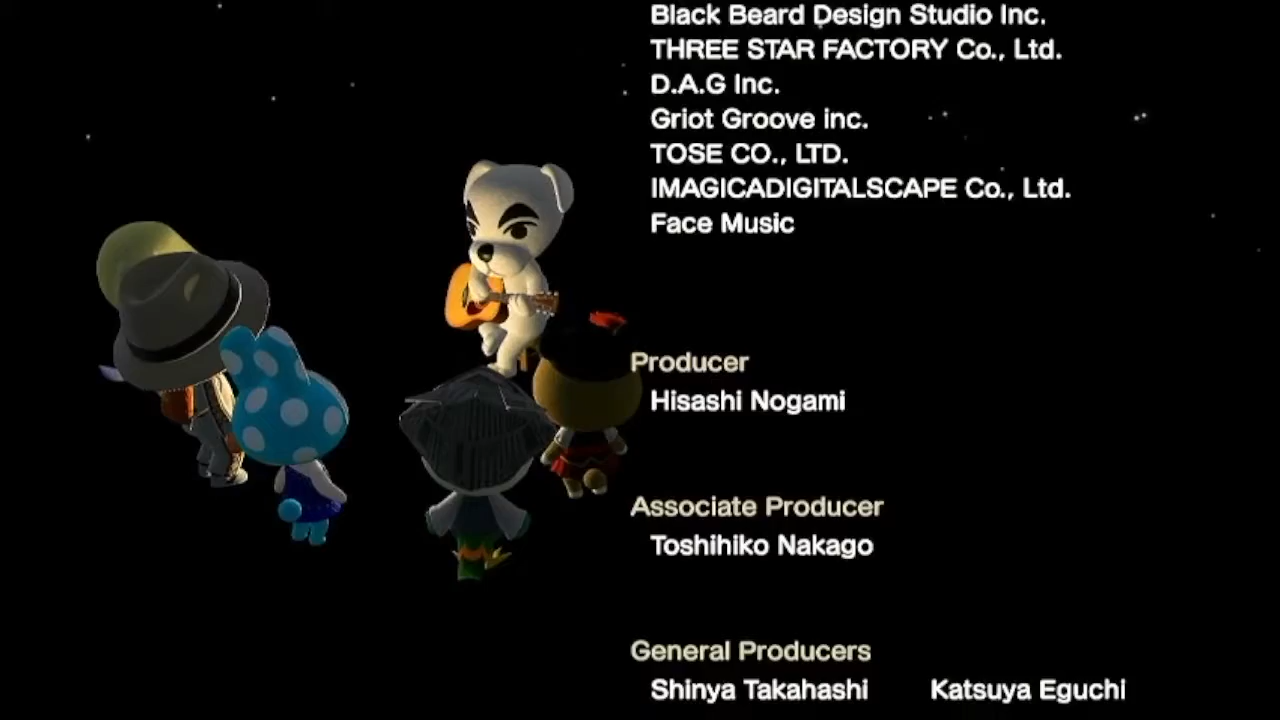 Black Beard Design Studio Inc.
THREE STAR FACTORY Co., Ltd.
D.A.G Inc.
Griot Groove inc.
TOSE CO., LTD.
IMAGICADIGITALSCAPE Co., Ltd.
Face Music
Producer
Hisashi Nogami
Associate Producer
Toshihiko Nakago
General Producers
Shinya Takahashi Katsuya Eguchi